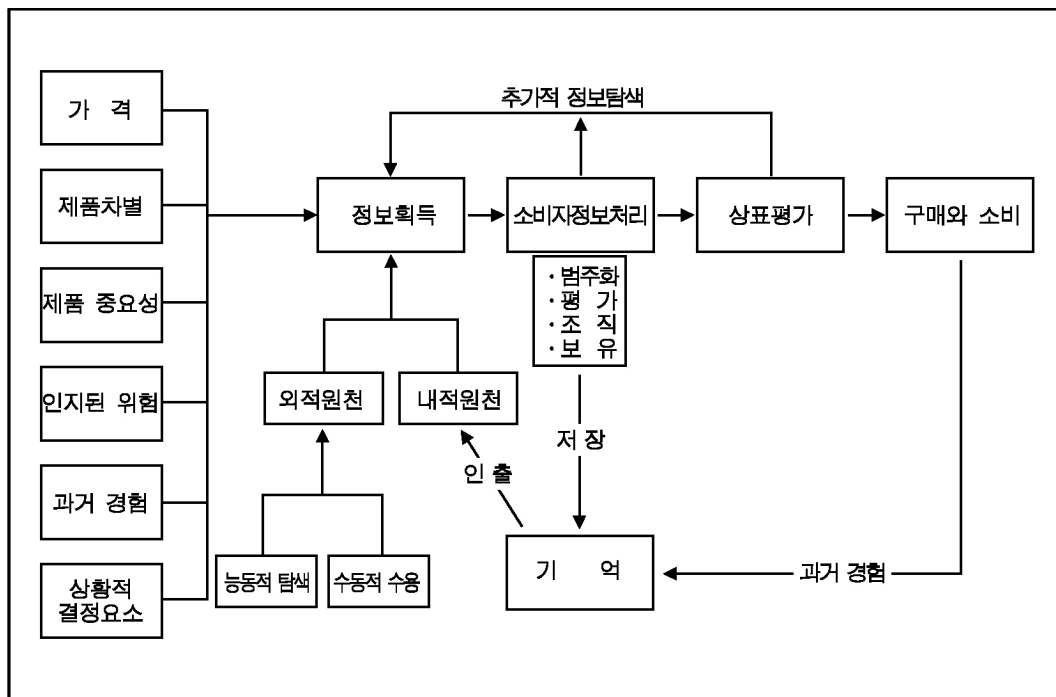 가 격
제품차별
제품 중요성
인지된 위험
과거 경험
상황적
결정요소
추가적 정보탐색
정보획득
소비자정보처리
상표평가
구매와 소비
· 범주화
· 평 가
· 조 직
· 보 유
외적원천
내적원천
저 장
인 출
능동적 탐색
수동적 수용
기 억
과거 경험